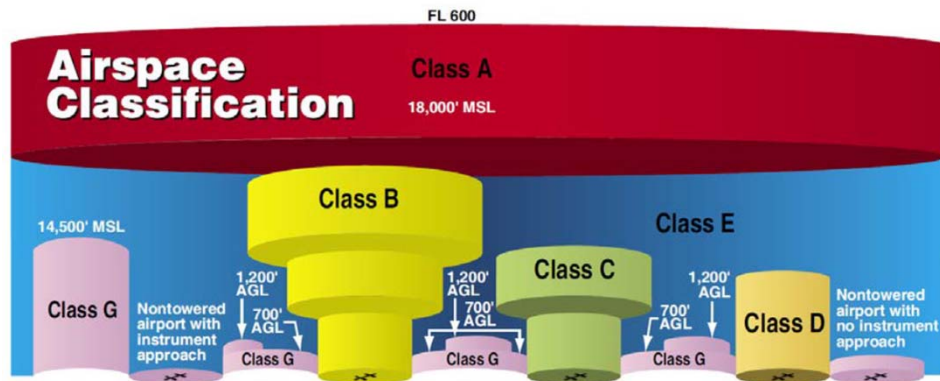 FL 600
Airspace
Classification
Class A
18,000' MSL
Class B
14,500' MSL
Class E
Class C
1,200'
AGL
1,200'
AGL
1,200'
AGL
Class G
Nontowered
airport with
instrument
approach
700'
AGL
700'
AGL
700'
AGL
Class D
Nontowered
airport with
no instrument
approach
Class G
Class G
Class G